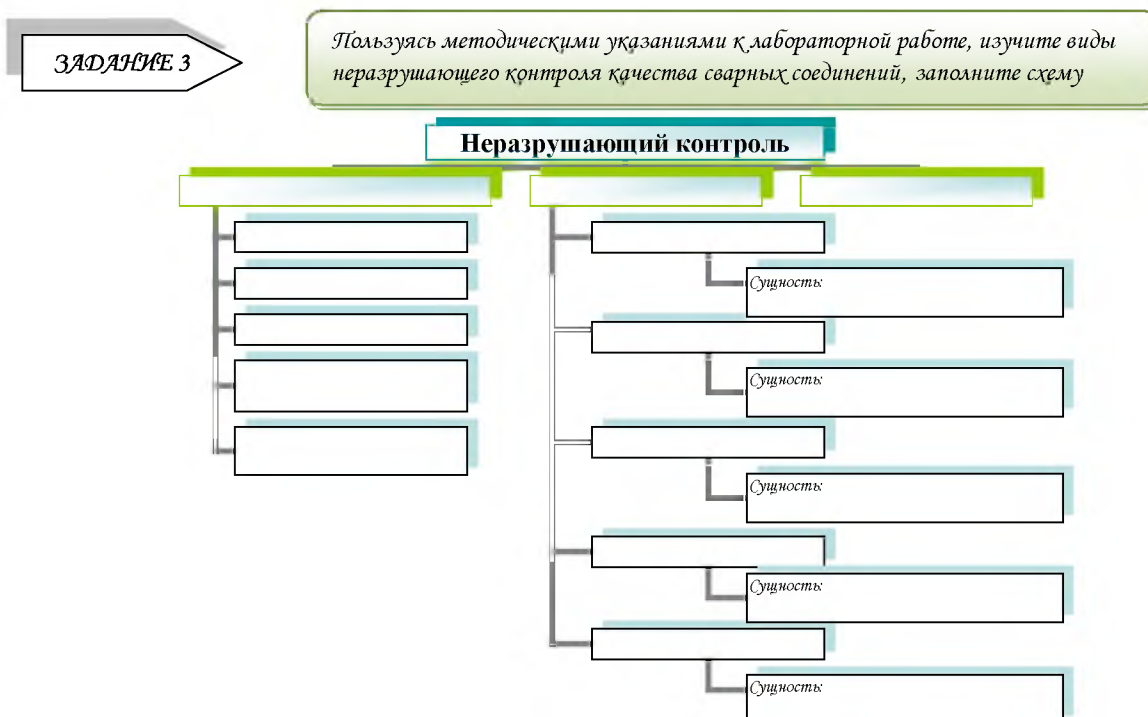 ЗАДАНИЕ 3
Пользуясь методическими указаниями к лабораторной работе, изучите виды
неразрушающего контроля качества сварных соединений, заполните схему
Неразрушающий контроль
Сущность:
Сущность:
Сущность:
Сущность:
Сущность: